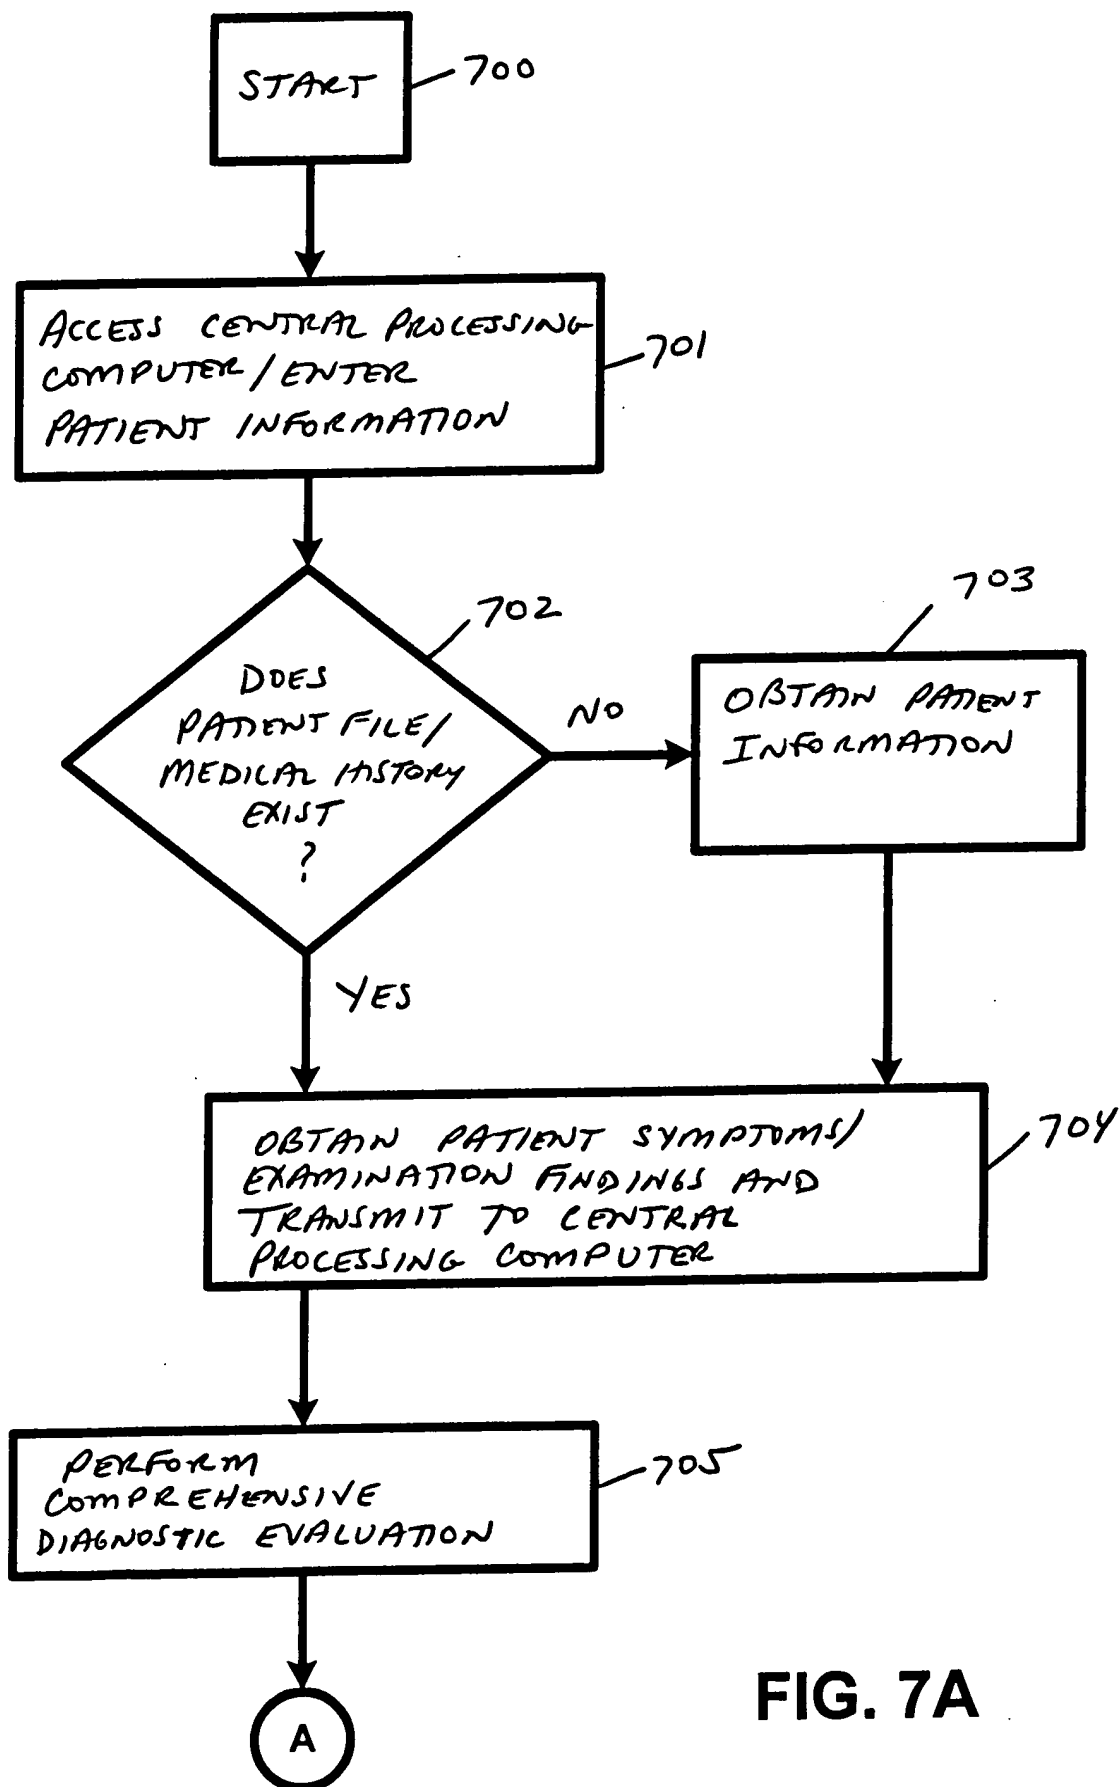 START
700
ACCESS CENTRAL PROCESSING
COMPUTER/ENTER
PATIENT INFORMATION
701
702
DOES
PATIENT FILE/
MEDICAL HISTORY
EXIST
?
NO
703
OBTAIN PATIENT
INFORMATION
YES
OBTAIN PATIENT SYMPTOMS/
EXAMINATION FINDINGS AND
TRANSMIT TO CENTRAL
PROCESSING COMPUTER
704
PERFORM
COMPREHENSIVE
DIAGNOSTIC EVALUATION
705
A
FIG. 7A